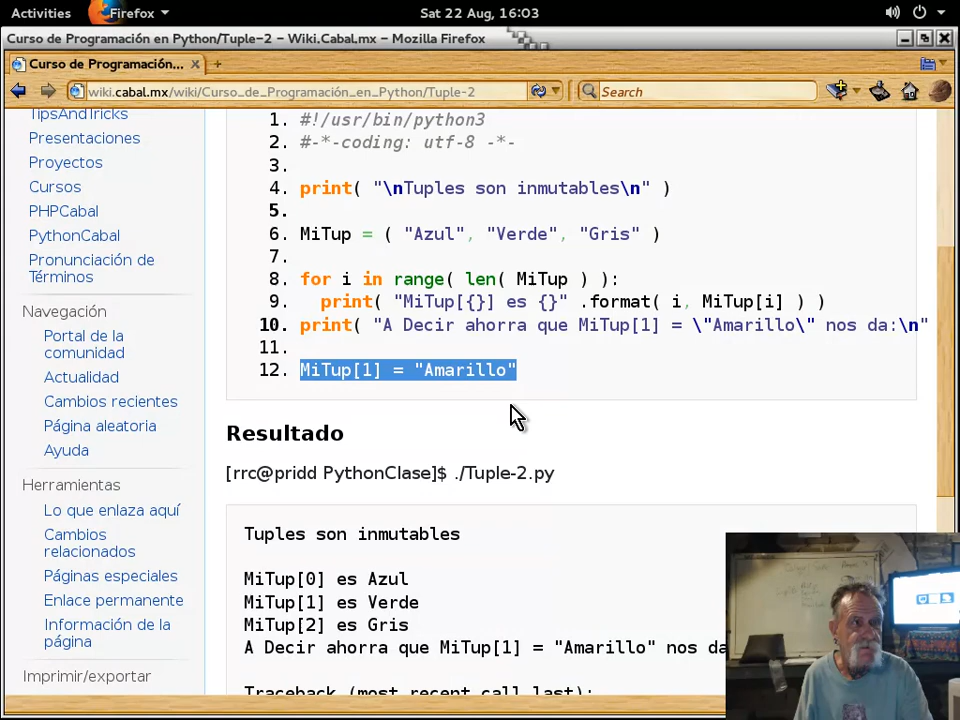 Activities Firefox Sat 22 Aug, 16:03
Curso de Programación en Python/Tuple-2 – Wiki.Cabal.mx – Mozilla Firefox
Curso de Programación... × +
wiki.cabal.mx/wiki/Curso_de_Programación_en_Python/Tuple-2 Search
TipsAndTricks
Presentaciones
Proyectos
Cursos
PHPCabal
PythonCabal
Pronunciación de
Términos
Navegación
Portal de la
comunidad
Actualidad
Cambios recientes
Página aleatoria
Ayuda
Herramientas
Lo que enlaza aquí
Cambios
relacionados
Páginas especiales
Enlace permanente
Información de la
página
Imprimir/exportar
1. #!/usr/bin/python3
2. #-*-coding: utf-8 -*-
3.
4. print( "\nTuples son inmutables\n" )
5.
6. MiTup = ( "Azul", "Verde", "Gris" )
7.
8. for i in range( len( MiTup ) ):
9. print( "MiTup[{}] es {}" .format( i, MiTup[i] ) )
10. print( "A Decir ahorra que MiTup[1] = \"Amarillo\" nos da:\n"
11.
12. MiTup[1] = "Amarillo"
Resultado
[rrc@pridd PythonClase]$ ./Tuple-2.py
Tuples son inmutables
MiTup[0] es Azul
MiTup[1] es Verde
MiTup[2] es Gris
A Decir ahorra que MiTup[1] = "Amarillo" nos da
Traceback (most recent call last):